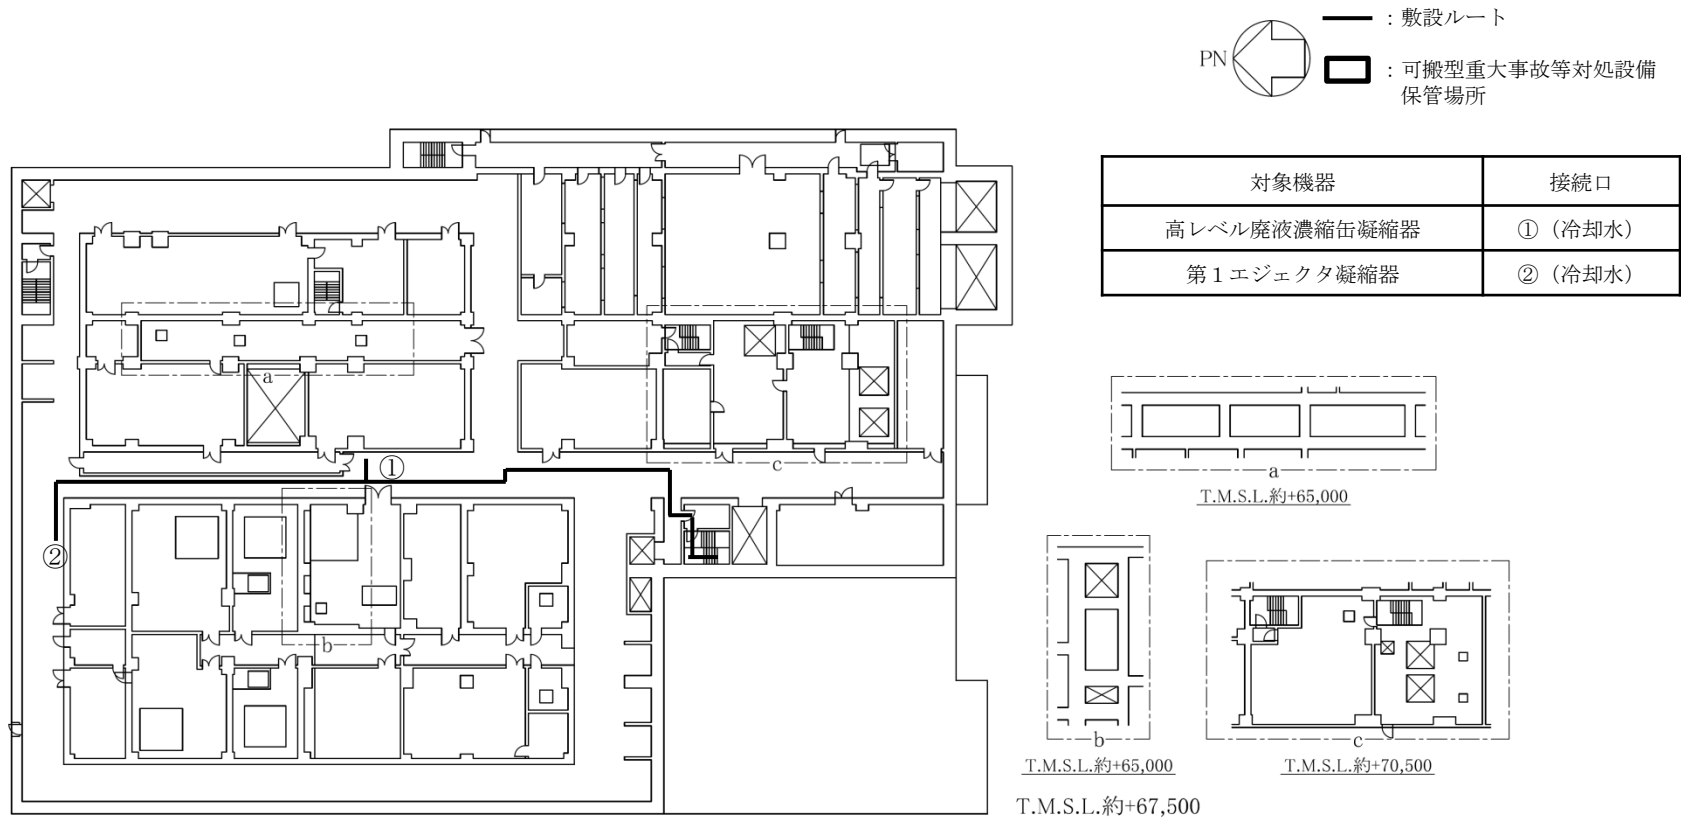 ：敷設ルート
PN
：可搬型重大事故等対処設備
保管場所
対象機器 接続口
高レベル廃液濃縮缶凝縮器 ①（冷却水）
第１エジェクタ凝縮器 ②（冷却水）
a
c
①
②
b
a
T.M.S.L.約+65,000
b
T.M.S.L.約+65,000
c
T.M.S.L.約+70,500
T.M.S.L.約+67,500